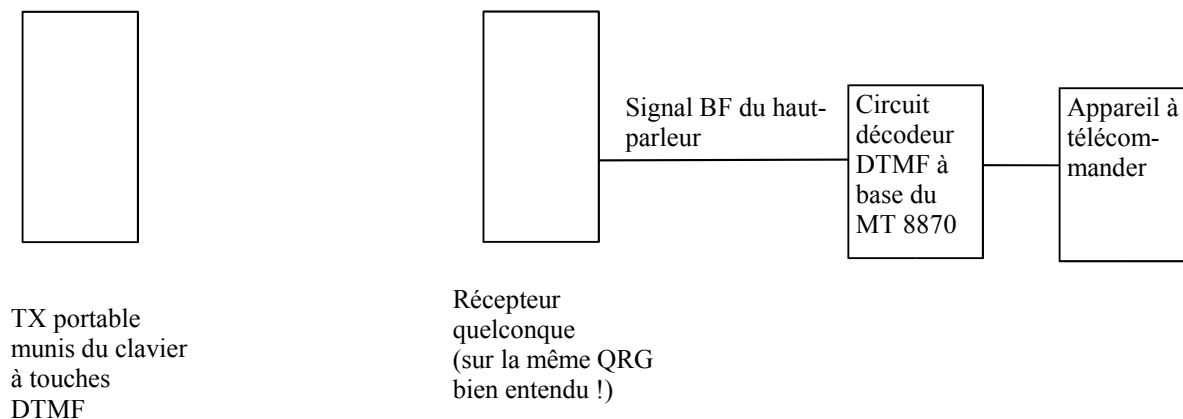 Signal BF du haut-
parleur
Circuit
décodeur
DTMF à
base du
MT 8870
Appareil à
télécom-
mander
TX portable
munis du clavier
à touches
DTMF
Récepteur
quelconque
(sur la même QRG
bien entendu !)